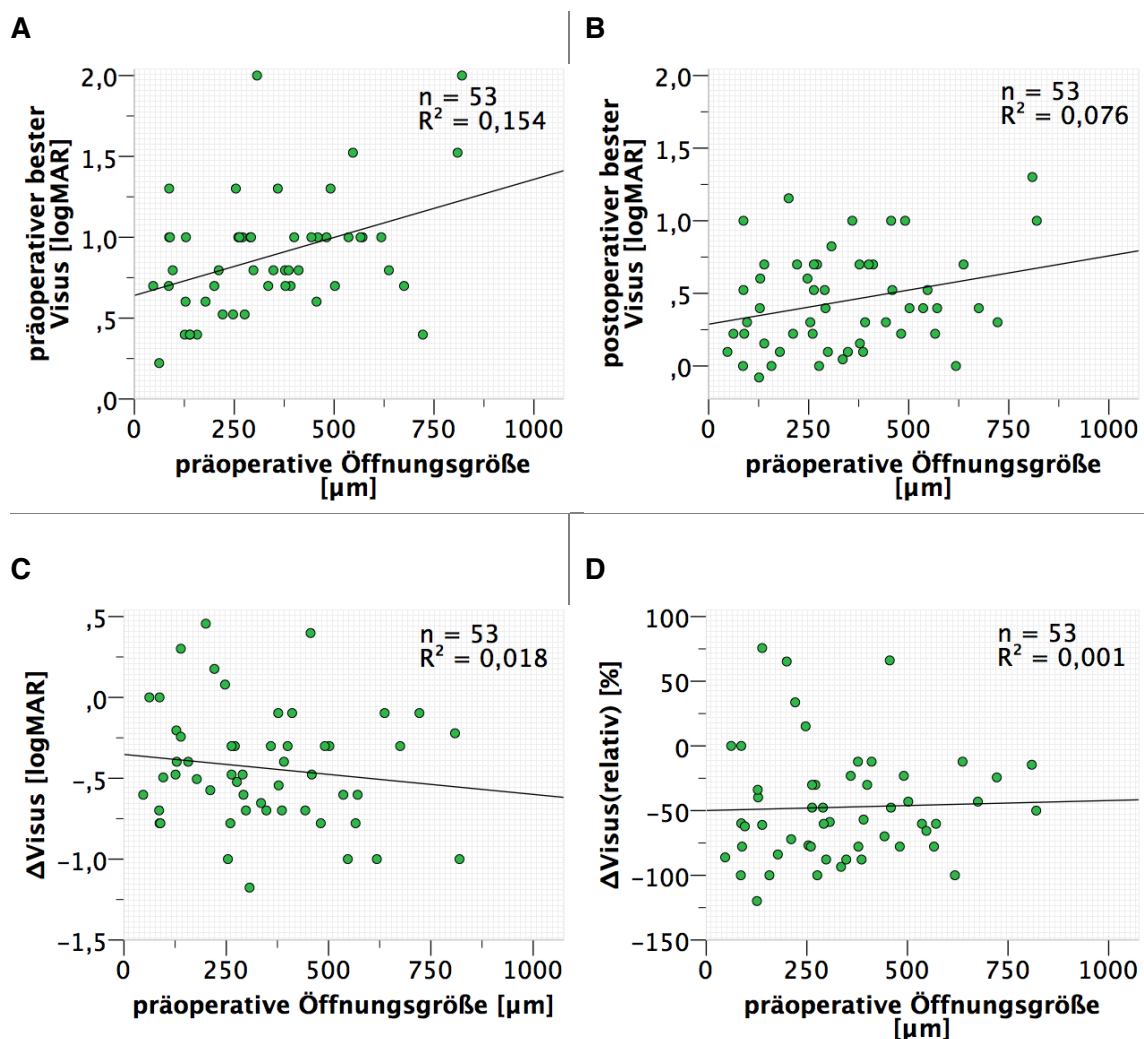 A
präoperativer bester
Visus [logMAR]
2,0
1,5
1,0
,5
,0
n = 53
R² = 0,154
0 250 500 750 1000
präoperative Öffnungsgröße
[µm]
B
postoperativer bester
Visus [logMAR]
2,0
1,5
1,0
,5
,0
n = 53
R² = 0,076
0 250 500 750 1000
präoperative Öffnungsgröße
[µm]
C
ΔVisus [logMAR]
,5
,0
−,5
−1,0
−1,5
n = 53
R² = 0,018
0 250 500 750 1000
präoperative Öffnungsgröße [µm]
D
ΔVisus(relativ) [%]
100
50
0
−50
−100
−150
n = 53
R² = 0,001
0 250 500 750 1000
präoperative Öffnungsgröße
[µm]